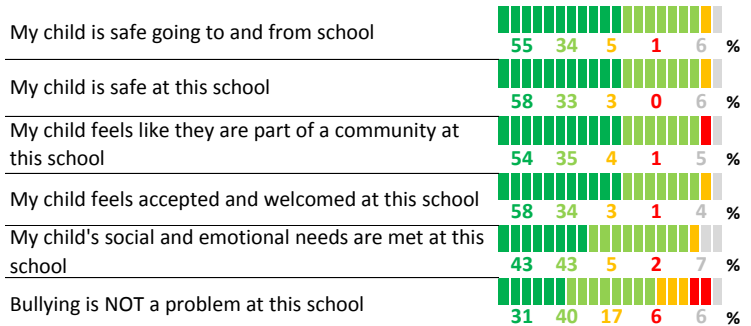 My child is safe going to and from school
55 34 5 1 6 %
My child is safe at this school
58 33 3 0 6 %
My child feels like they are part of a community at
this school
54 35 4 1 5 %
My child feels accepted and welcomed at this school
58 34 3 1 4 %
My child's social and emotional needs are met at this
school
43 43 5 2 7 %
Bullying is NOT a problem at this school
31 40 17 6 6 %